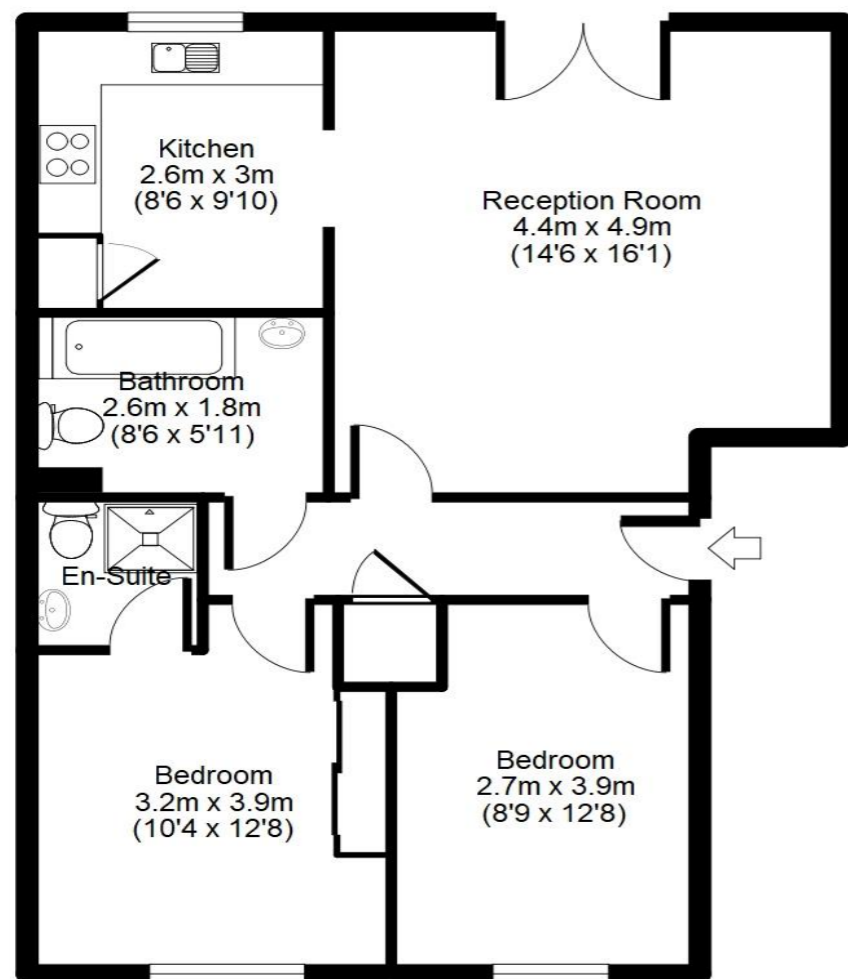 Kitchen
2.6m x 3m
(8'6 x 9'10)
Reception Room
4.4m x 4.9m
(14'6 x 16'1)
Bathroom
2.6m x 1.8m
(8'6 x 5'11)
En-Suite
Bedroom
3.2m x 3.9m
(10'4 x 12'8)
Bedroom
2.7m x 3.9m
(8'9 x 12'8)